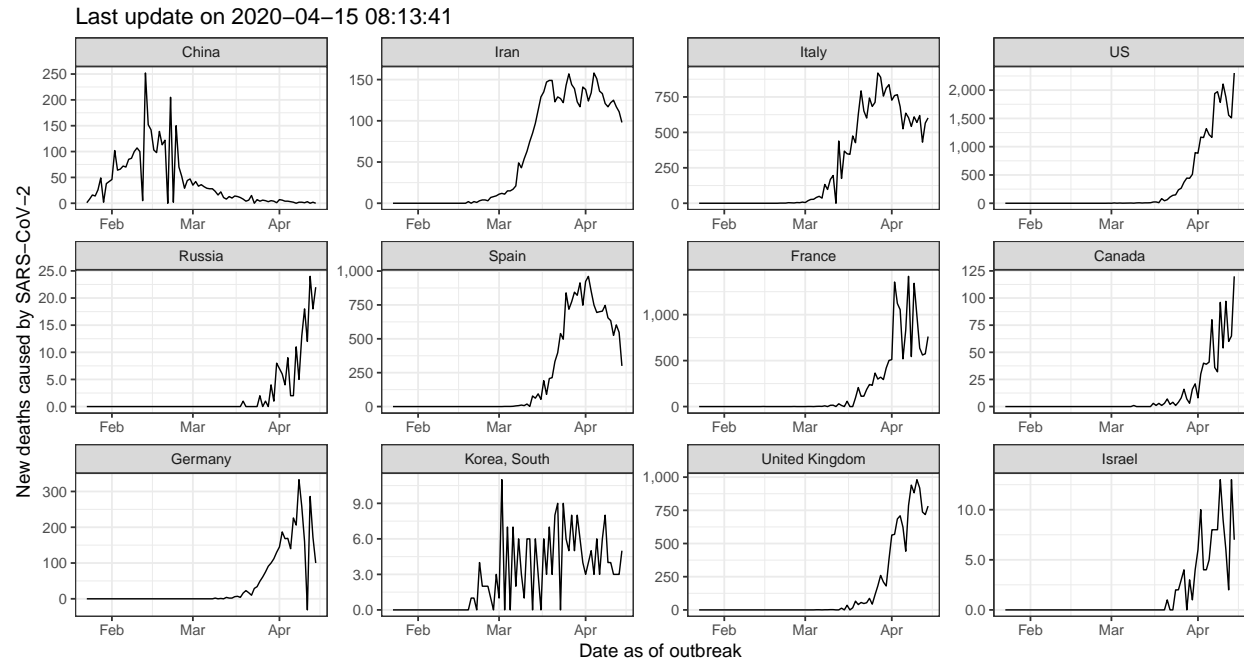 Last update on 2020−04−15 08:13:41
New deaths caused by SARS−CoV−2
China
Iran
Italy
US
250
200
150
100
50
0
Feb Mar Apr
150
100
50
0
Feb Mar Apr
750
500
250
0
Feb Mar Apr
2,000
1,500
1,000
500
0
Feb Mar Apr
Russia
Spain
France
Canada
25.0
20.0
15.0
10.0
5.0
0.0
Feb Mar Apr
1,000
750
500
250
0
Feb Mar Apr
1,000
500
0
Feb Mar Apr
125
100
75
50
25
0
Feb Mar Apr
Germany
Korea, South
United Kingdom
Israel
300
200
100
0
Feb Mar Apr
9.0
6.0
3.0
0.0
Feb Mar Apr
1,000
750
500
250
0
Feb Mar Apr
10.0
5.0
0.0
Feb Mar Apr
Date as of outbreak